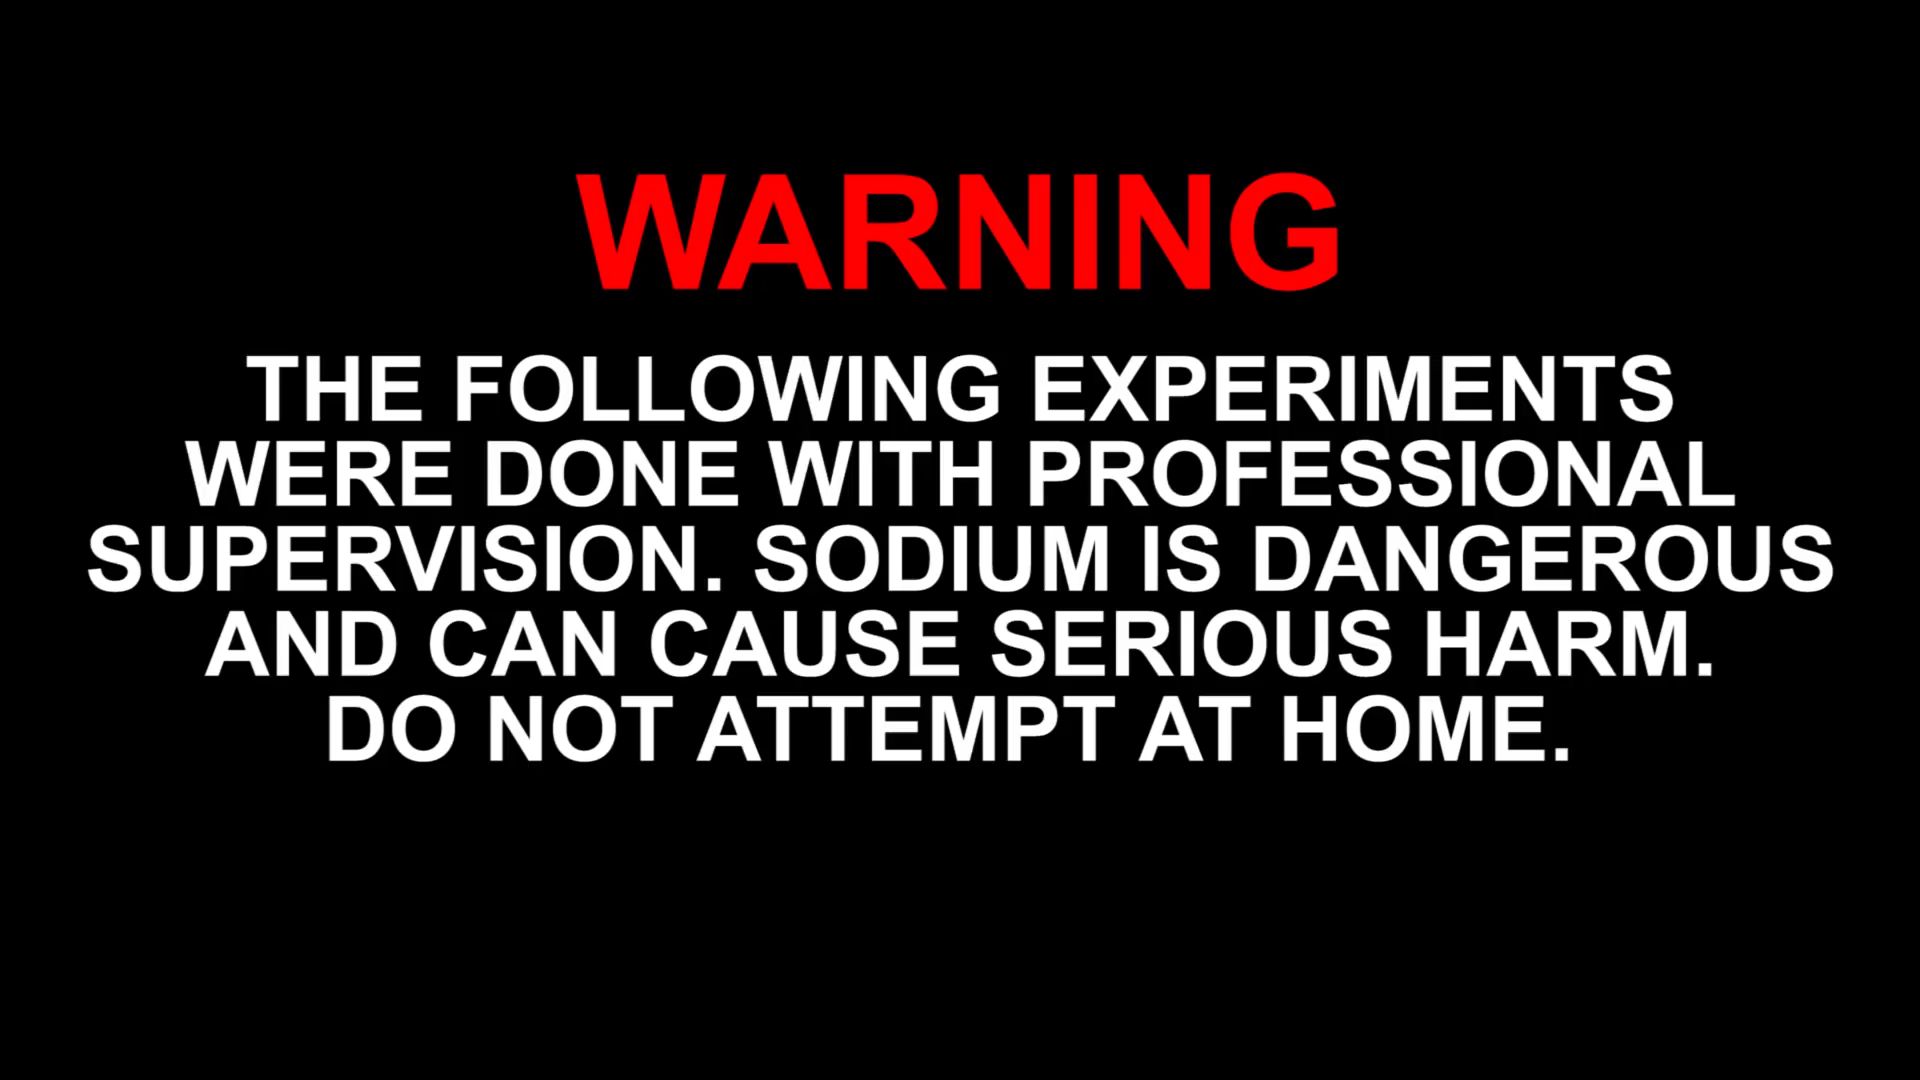 WARNING
THE FOLLOWING EXPERIMENTS
WERE DONE WITH PROFESSIONAL
SUPERVISION. SODIUM IS DANGEROUS
AND CAN CAUSE SERIOUS HARM.
DO NOT ATTEMPT AT HOME.